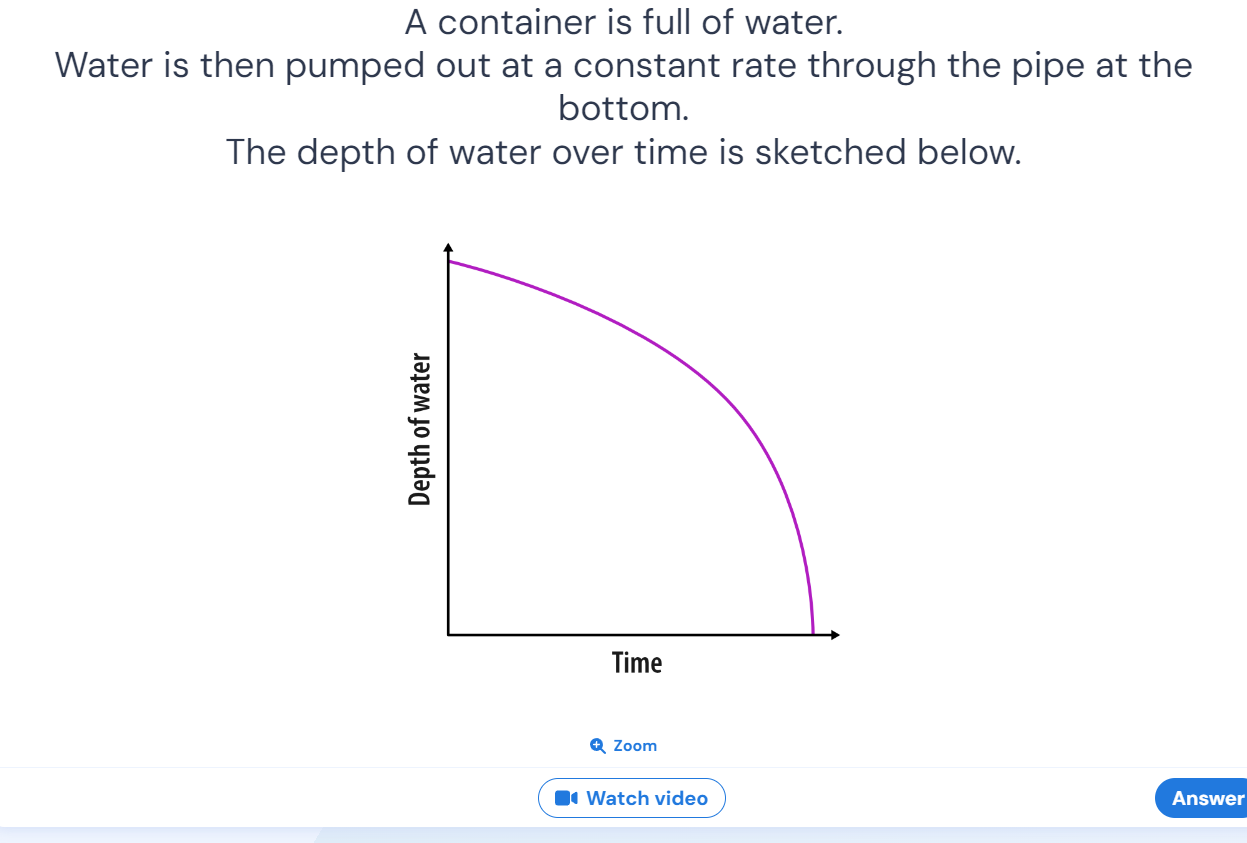 A container is full of water.
Water is then pumped out at a constant rate through the pipe at the
bottom.
The depth of water over time is sketched below.
Depth of water
Time
Zoom
Watch video
Answer